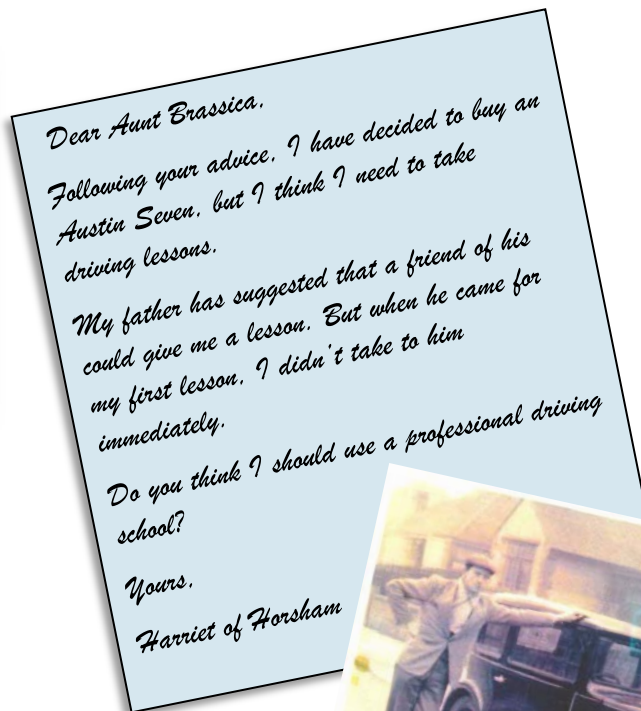 Dear Aunt Brassica,
Following your advice, I have decided to buy an
Austin Seven, but I think I need to take
driving lessons.
My father has suggested that a friend of his
could give me a lesson. But when he came for
my first lesson, I didn't take to him
immediately.
Do you think I should use a professional driving
school?
Yours,
Harriet of Horsham